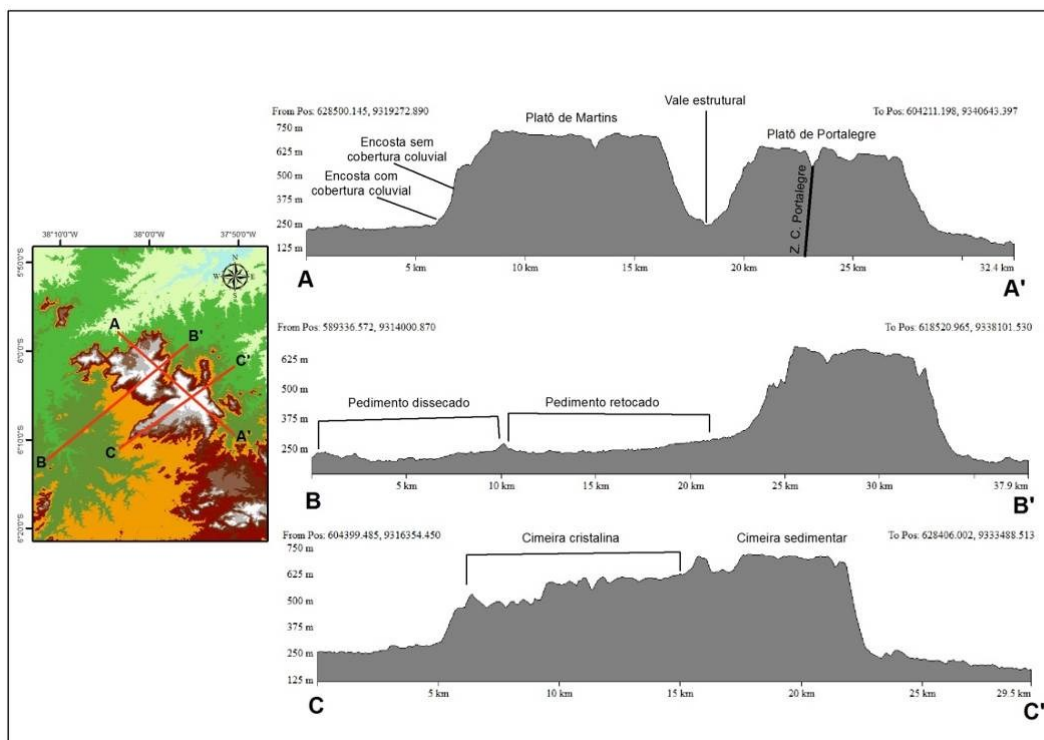 From Pos: 628500.145, 9319272.890
To Pos: 604211.198, 9340643.397
Vale estrutural
Platô de Martins
Platô de Portalegre
Encosta sem
cobertura coluvial
Encosta com
cobertura coluvial
Z. C. Portalegre
750 m
625 m
500 m
375 m
250 m
125 m
5 km
10 km
15 km
20 km
25 km
32.4 km
A
A'
38°10'0"W
38°0'0"W
37°50'0"W
5°50'0"S
6°0'0"S
6°10'0"S
6°20'0"S
N
W
E
S
A
B'
C'
A'
B
C
From Pos: 589336.572, 9314000.870
To Pos: 618520.965, 9338101.530
Pedimento dissecado
Pedimento retocado
625 m
500 m
375 m
250 m
5 km
10 km
15 km
20 km
30 km
37.9 km
B
B'
From Pos: 604399.485, 9316354.450
To Pos: 628406.002, 9333488.513
Cimeira cristalina
Cimeira sedimentar
750 m
625 m
500 m
375 m
250 m
125 m
5 km
10 km
15 km
20 km
25 km
29.5 km
C
C'